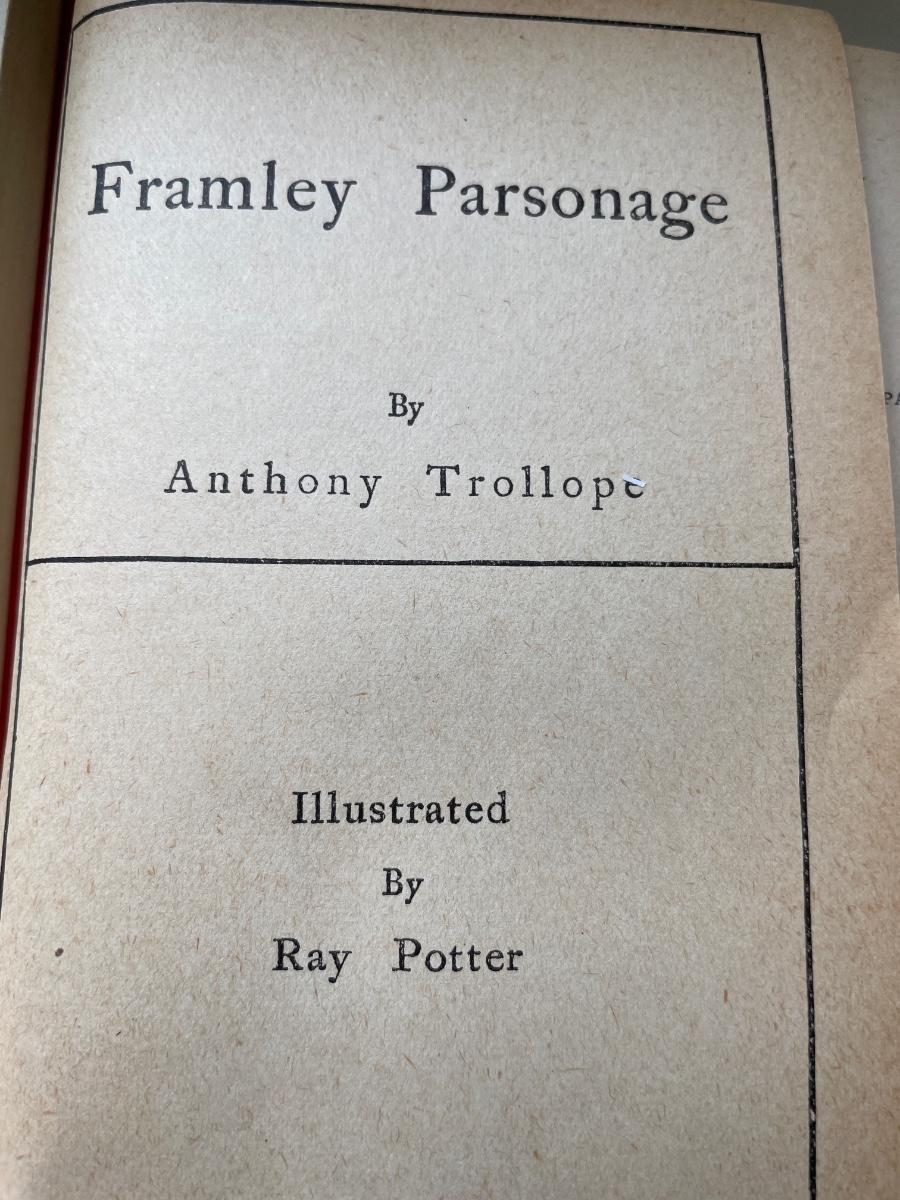 Framley Parsonage
By
Anthony Trollope
Illustrated
By
Ray Potter